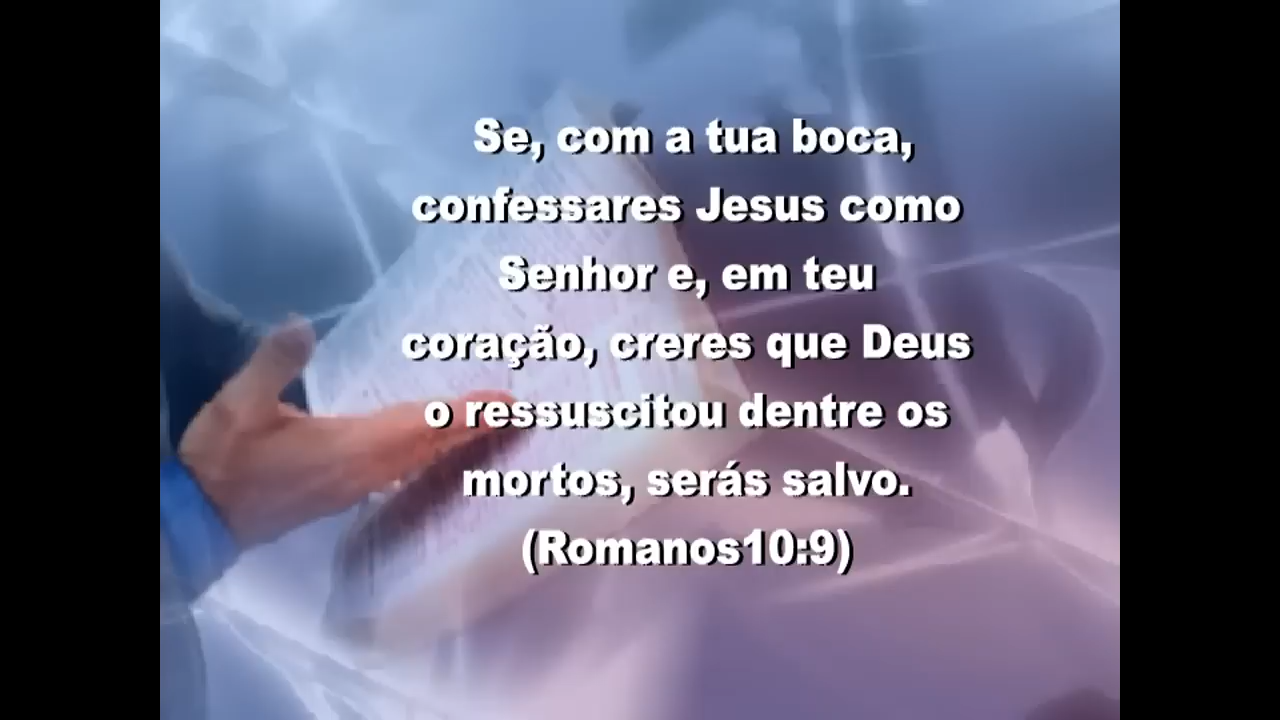 Se, com a tua boca,
confessares Jesus como
Senhor e, em teu
coração, creres que Deus
o ressuscitou dentre os
mortos, serás salvo.
(Romanos10:9)